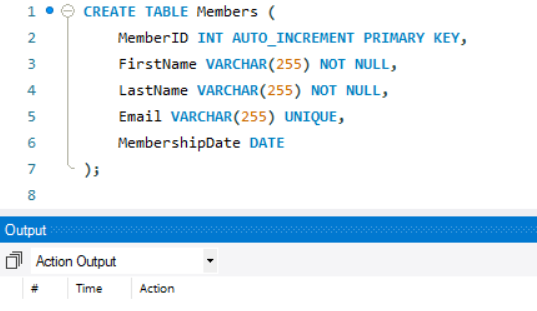 1 CREATE TABLE Members (
2 MemberID INT AUTO_INCREMENT PRIMARY KEY,
3 FirstName VARCHAR(255) NOT NULL,
4 LastName VARCHAR(255) NOT NULL,
5 Email VARCHAR(255) UNIQUE,
6 MembershipDate DATE
7 );
8
Output
Action Output
# Time Action